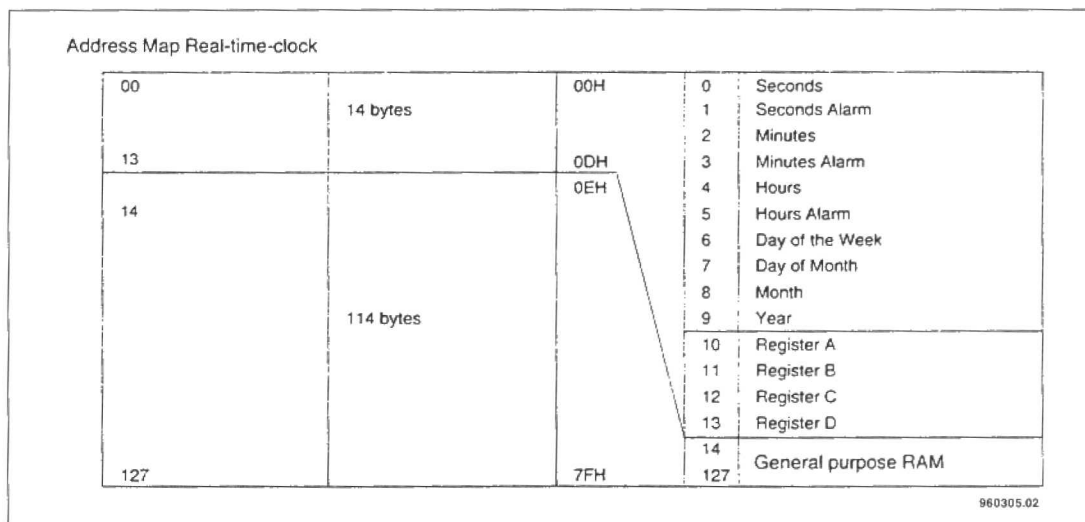 Address Map Real-time-clock
00 00H 0 Seconds
14 bytes 1 Seconds Alarm
2 Minutes
13 0DH 3 Minutes Alarm
0EH 4 Hours
14 5 Hours Alarm
6 Day of the Week
7 Day of Month
8 Month
114 bytes 9 Year
10 Register A
11 Register B
12 Register C
13 Register D
14
General purpose RAM
127 7FH 127
960305.02